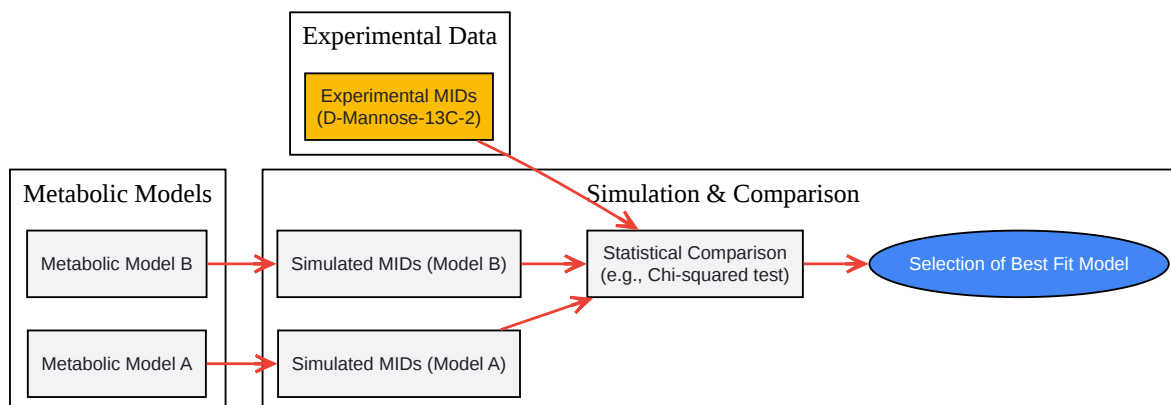 Experimental Data
Experimental MIDs
(D-Mannose-13C-2)
Metabolic Models
Simulation & Comparison
Metabolic Model B
Simulated MIDs (Model B)
Statistical Comparison
(e.g., Chi-squared test)
Selection of Best Fit Model
Metabolic Model A
Simulated MIDs (Model A)